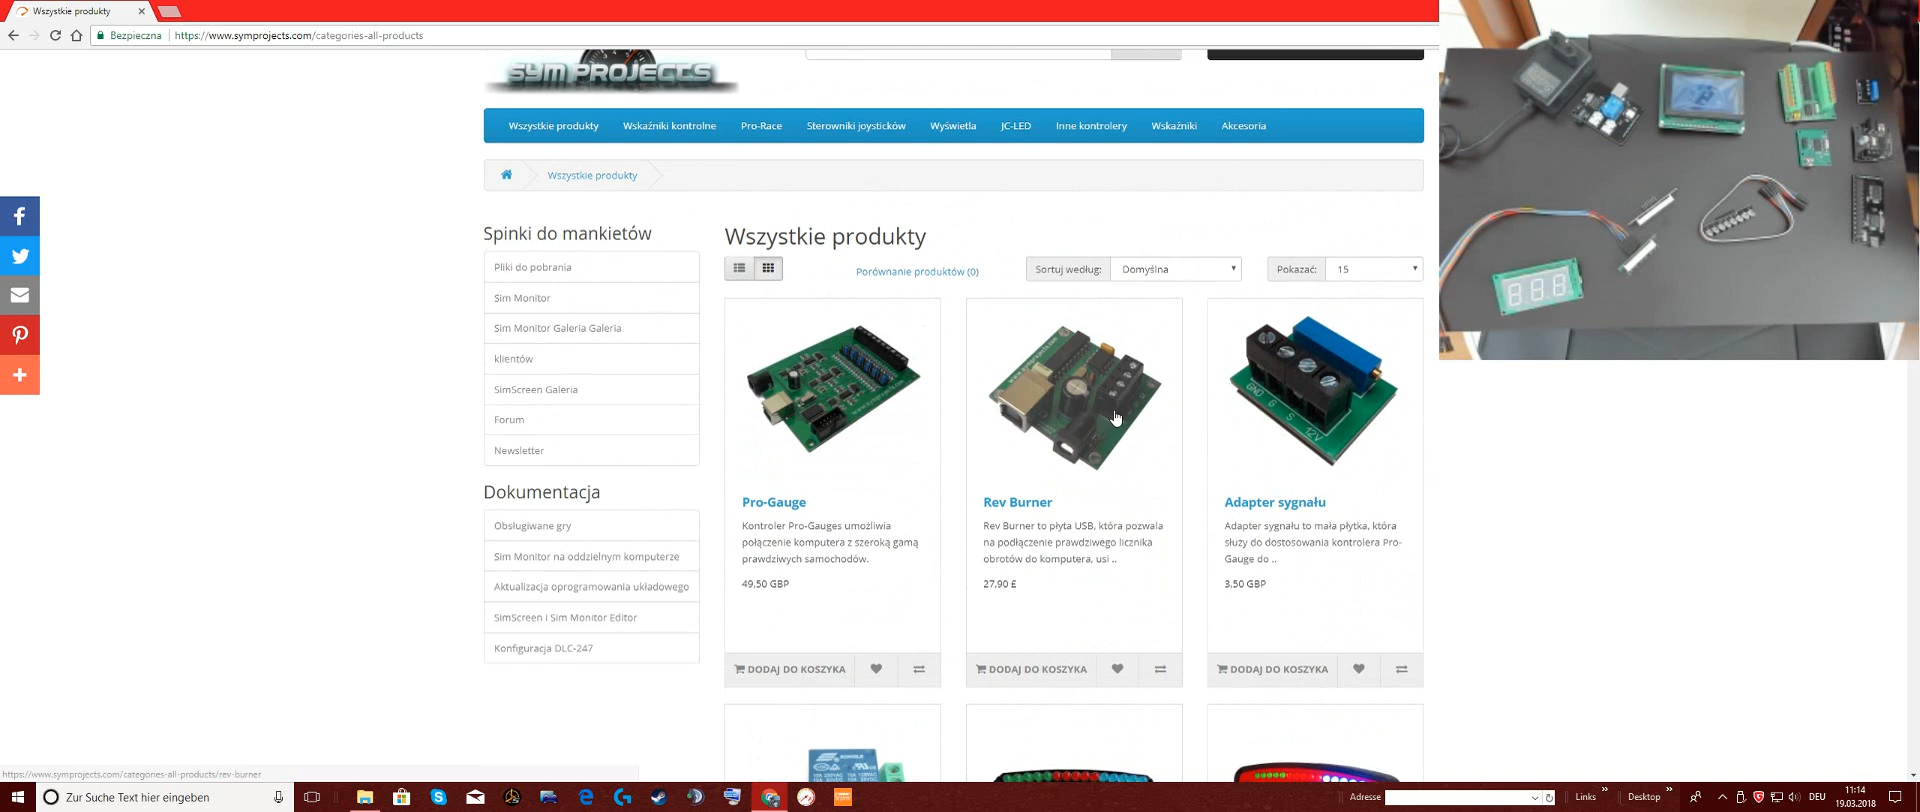 Wszystkie produkty
Bezpieczna
https://www.symprojects.com/categories-all-products
SYM PROJECTS
Wszystkie produkty Wskaźniki kontrolne Pro-Race Sterowniki joysticków Wyświetla JC-LED Inne kontrolery Wskaźniki Akcesoria
Wszystkie produkty
Spinki do mankietów
Pliki do pobrania
Sim Monitor
Sim Monitor Galeria Galeria
klientów
SimScreen Galeria
Forum
Newsletter
Dokumentacja
Obsługiwane gry
Sim Monitor na oddzielnym komputerze
Aktualizacja oprogramowania układowego
SimScreen i Sim Monitor Editor
Konfiguracja DLC-247
Wszystkie produkty
Porównanie produktów (0)
Sortuj według: Domyślna
Pokazać: 15
Pro-Gauge
Kontroler Pro-Gauges umożliwia
połączenie komputera z szeroką gamą
prawdziwych samochodów.
49,50 GBP
DODAJ DO KOSZYKA
Rev Burner
Rev Burner to płyta USB, która pozwala
na podłączenie prawdziwego licznika
obrotów do komputera, usi ..
27,90 £
DODAJ DO KOSZYKA
GND G S 12V
Adapter sygnału
Adapter sygnału to mała płytka, która
służy do dostosowania kontrolera Pro-
Gauge do ..
3,50 GBP
DODAJ DO KOSZYKA
https://www.symprojects.com/categories-all-products/rev-burner
Zur Suche Text hier eingeben
Adresse
Links
Desktop
DEU
11:14
19.03.2018